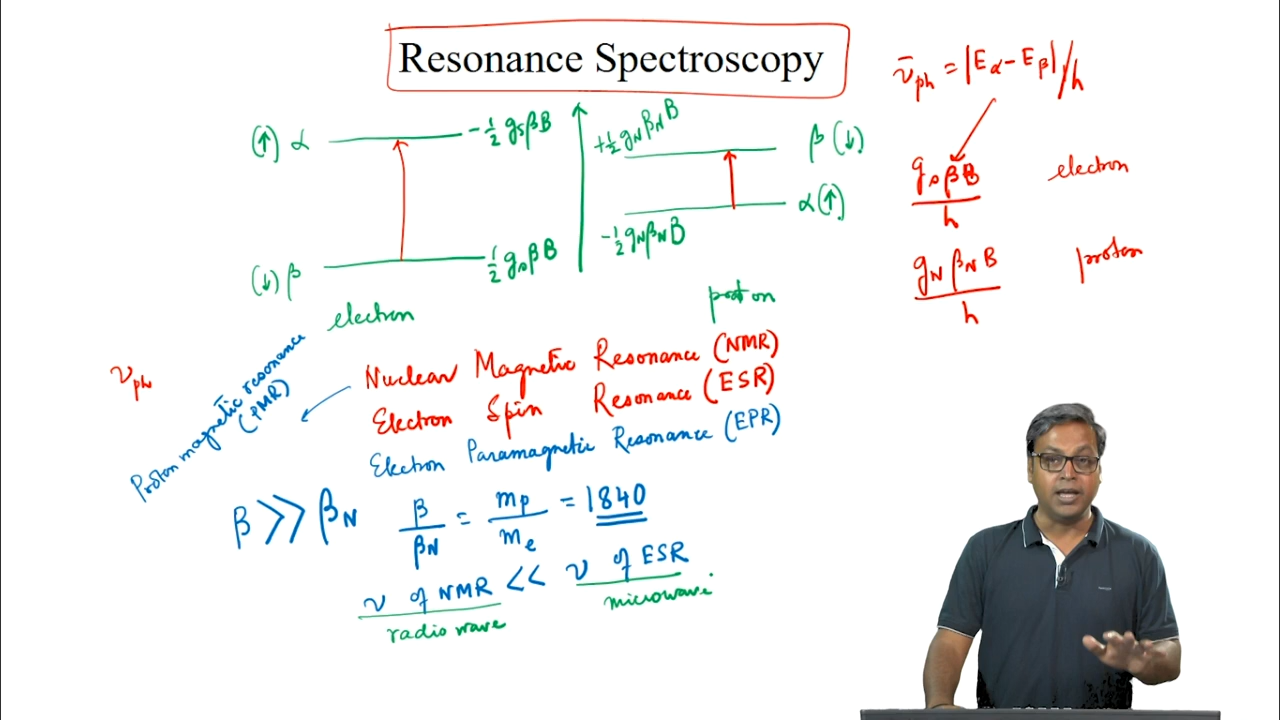 Resonance Spectroscopy
ν̄ph = |Eα - Eβ|/h
(↑) α
- 1/2 gsβB
+ 1/2 gNβNB
β (↓)
gsβB/h electron
α (↑)
- 1/2 gNβNB
1/2 gsβB
(↓) β
gNβNB/h proton
electron
proton
Nuclear Magnetic Resonance (NMR)
νph
Proton magnetic resonance
(PMR)
Electron Spin Resonance (ESR)
Electron Paramagnetic Resonance (EPR)
β >> βN β/βN = mP/me = 1840
ν of NMR << ν of ESR
radio wave microwave